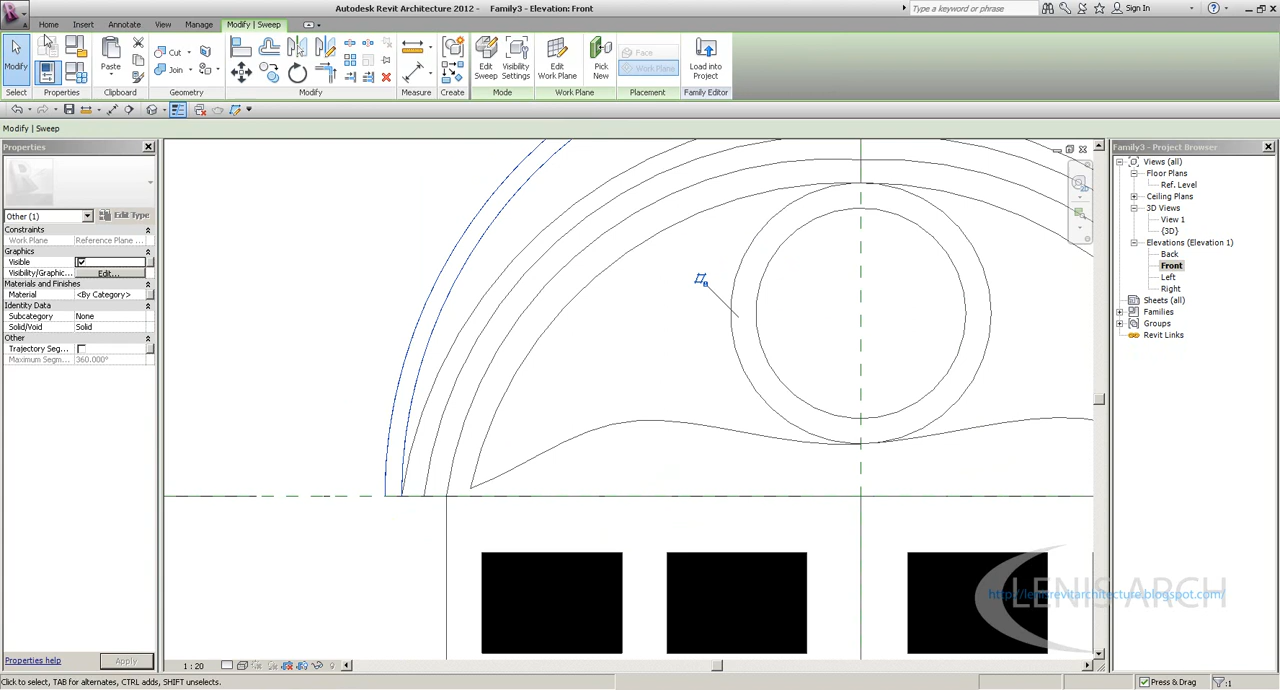 Autodesk Revit Architecture 2012 - Family3 - Elevation: Front
Type a keyword or phrase
Sign In
Home Insert Annotate View Manage Modify | Sweep
Modify
Paste
Cut
Join
Edit Sweep
Visibility Settings
Edit Work Plane
Pick New
Face
Work Plane
Load into Project
Select Properties Clipboard Geometry Modify Measure Create Mode Work Plane Placement Family Editor
Modify | Sweep
Properties
Other (1)
Edit Type
Constraints
Work Plane Reference Plane ...
Graphics
Visible
Visibility/Graphic... Edit...
Materials and Finishes
Material <By Category>
Identity Data
Subcategory None
Solid/Void Solid
Other
Trajectory Seg...
Maximum Segm... 360.000°
Properties help
Apply
Family3 - Project Browser
Views (all)
Floor Plans
Ref. Level
Ceiling Plans
3D Views
View 1
{3D}
Elevations (Elevation 1)
Back
Front
Left
Right
Sheets (all)
Families
Groups
Revit Links
LENIS ARCH
http://lenisrevitarchitecture.blogspot.com/
1:20
Click to select, TAB for alternates, CTRL adds, SHIFT unselects.
Press & Drag
:1